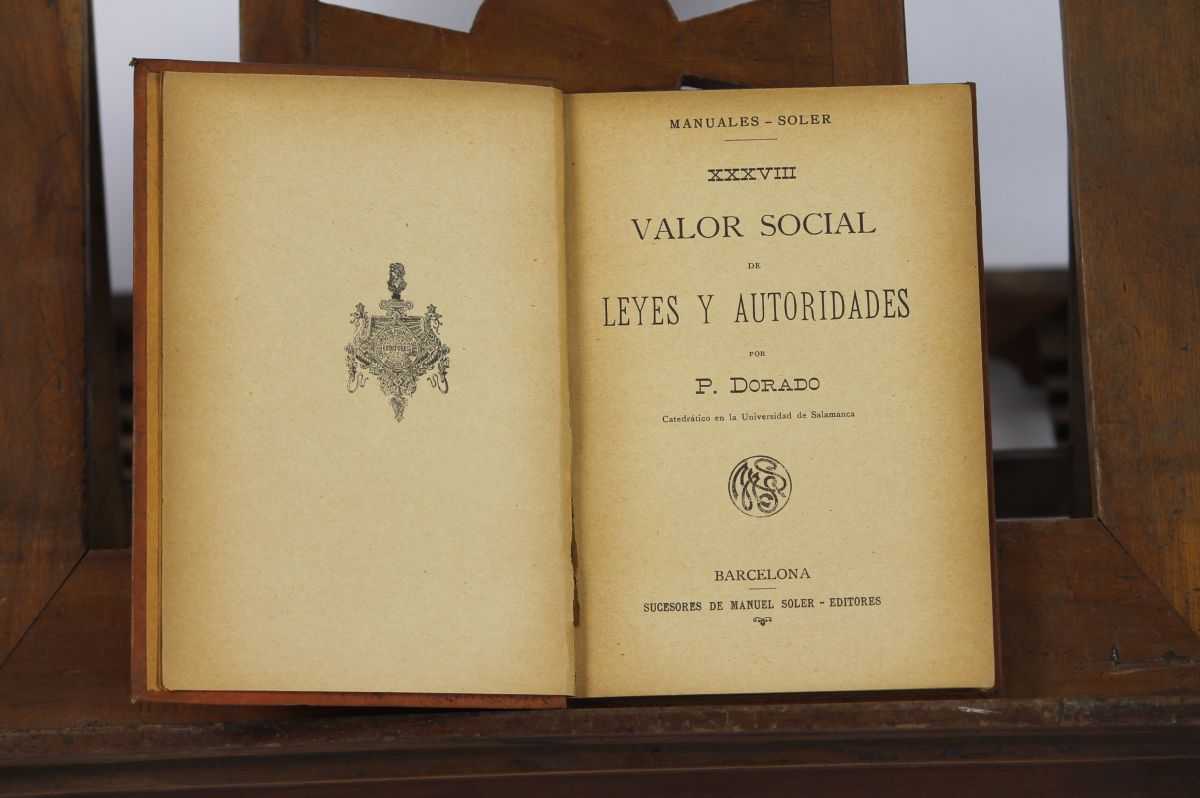 MANUALES - SOLER
XXXVIII
VALOR SOCIAL
DE
LEYES Y AUTORIDADES
POR
P. DORADO
Catedrático en la Universidad de Salamanca
BARCELONA
SUCESORES DE MANUEL SOLER - EDITORES